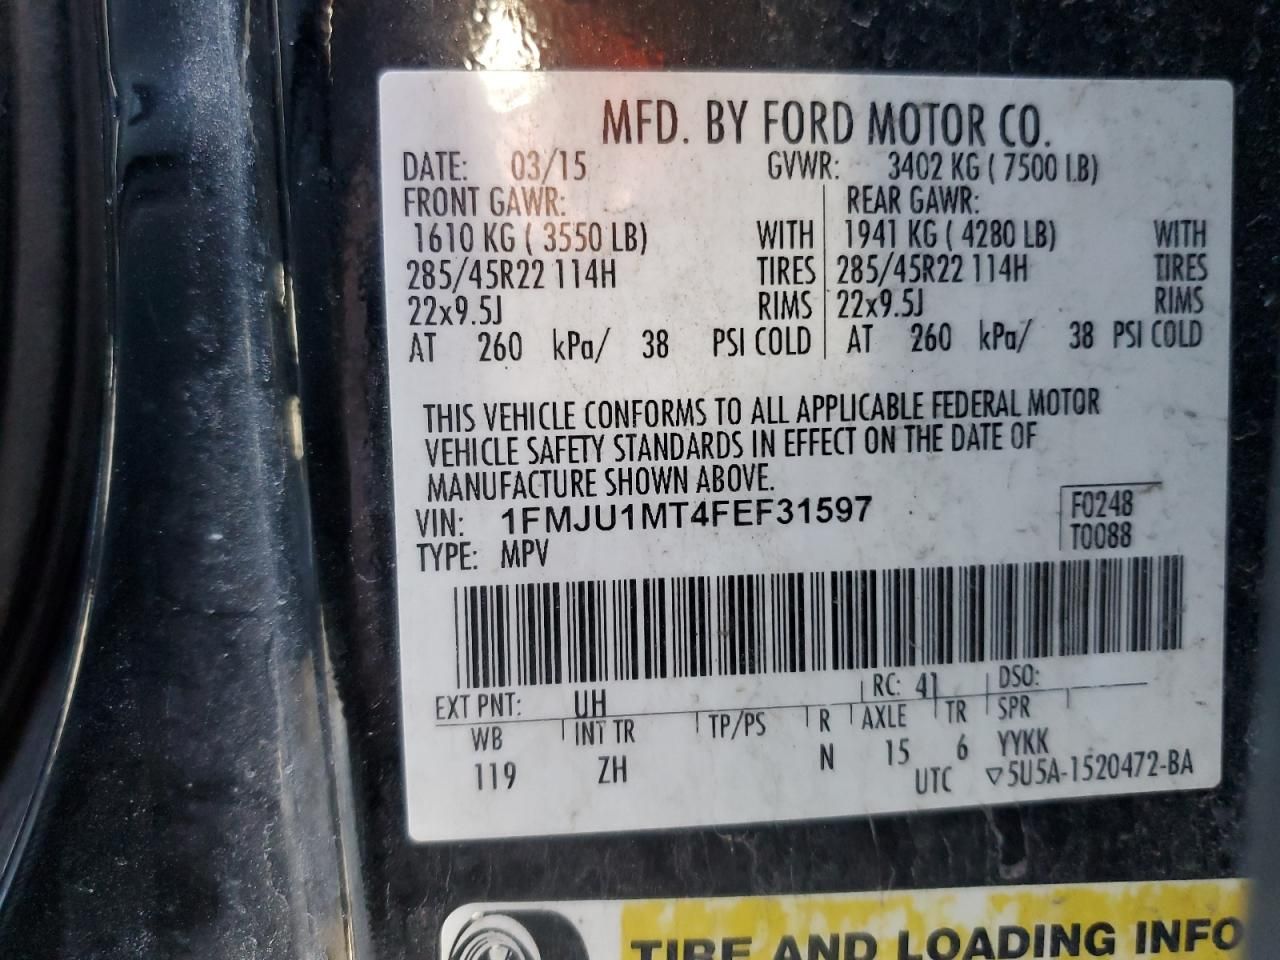 MFD. BY FORD MOTOR CO.
DATE: 03/15 GVWR: 3402 KG ( 7500 LB)
FRONT GAWR: REAR GAWR:
1610 KG ( 3550 LB) WITH 1941 KG ( 4280 LB) WITH
285/45R22 114H TIRES 285/45R22 114H TIRES
22x9.5J RIMS 22x9.5J RIMS
AT 260 kPa/ 38 PSI COLD AT 260 kPa/ 38 PSI COLD
THIS VEHICLE CONFORMS TO ALL APPLICABLE FEDERAL MOTOR
VEHICLE SAFETY STANDARDS IN EFFECT ON THE DATE OF
MANUFACTURE SHOWN ABOVE.
VIN: 1FMJU1MT4FEF31597 F0248
TYPE: MPV T0088
EXT PNT: UH RC: 41 DSO:
WB INT TR TP/PS R AXLE TR SPR
119 ZH N 15 6 YYKK
UTC ▽5U5A-1520472-BA
TIRE AND LOADING INFO